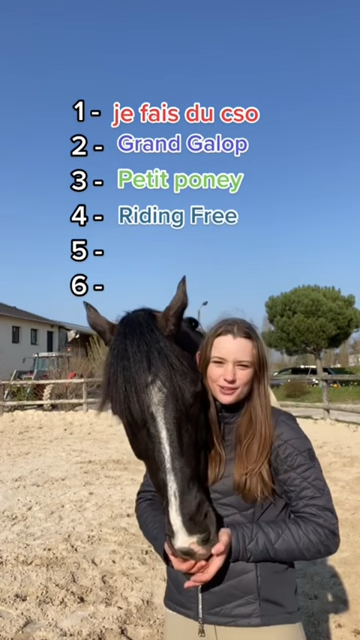 1 - je fais du cso
2 - Grand Galop
3 - Petit poney
4 - Riding Free
5 -
6 -